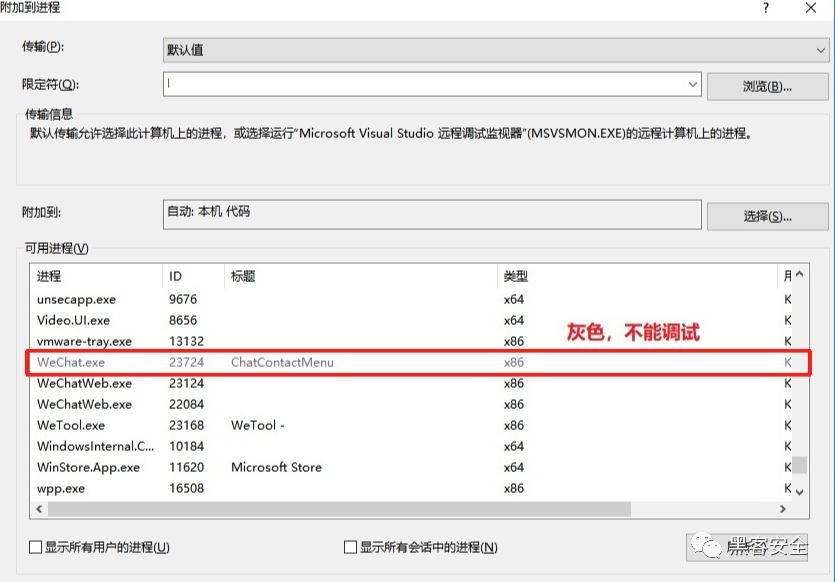 附加到进程 ? ×
传输(P): 默认值
限定符(Q): 浏览(B)...
传输信息
默认传输允许选择此计算机上的进程，或选择运行“Microsoft Visual Studio 远程调试监视器”(MSVSMON.EXE)的远程计算机上的进程。
附加到: 自动: 本机 代码 选择(S)...
可用进程(V)
进程 ID 标题 类型 用
unsecapp.exe 9676 x64 K
Video.UI.exe 8656 x64 K
灰色，不能调试
vmware-tray.exe 13132 x86 K
WeChat.exe 23724 ChatContactMenu x86 K
WeChatWeb.exe 23124 x86 K
WeChatWeb.exe 22084 x86 K
WeTool.exe 23168 WeTool - x86 K
WindowsInternal.C... 10184 x64 K
WinStore.App.exe 11620 Microsoft Store x64 K
wpp.exe 16508 x86 K
显示所有用户的进程(U) 显示所有会话中的进程(N)
黑客安全